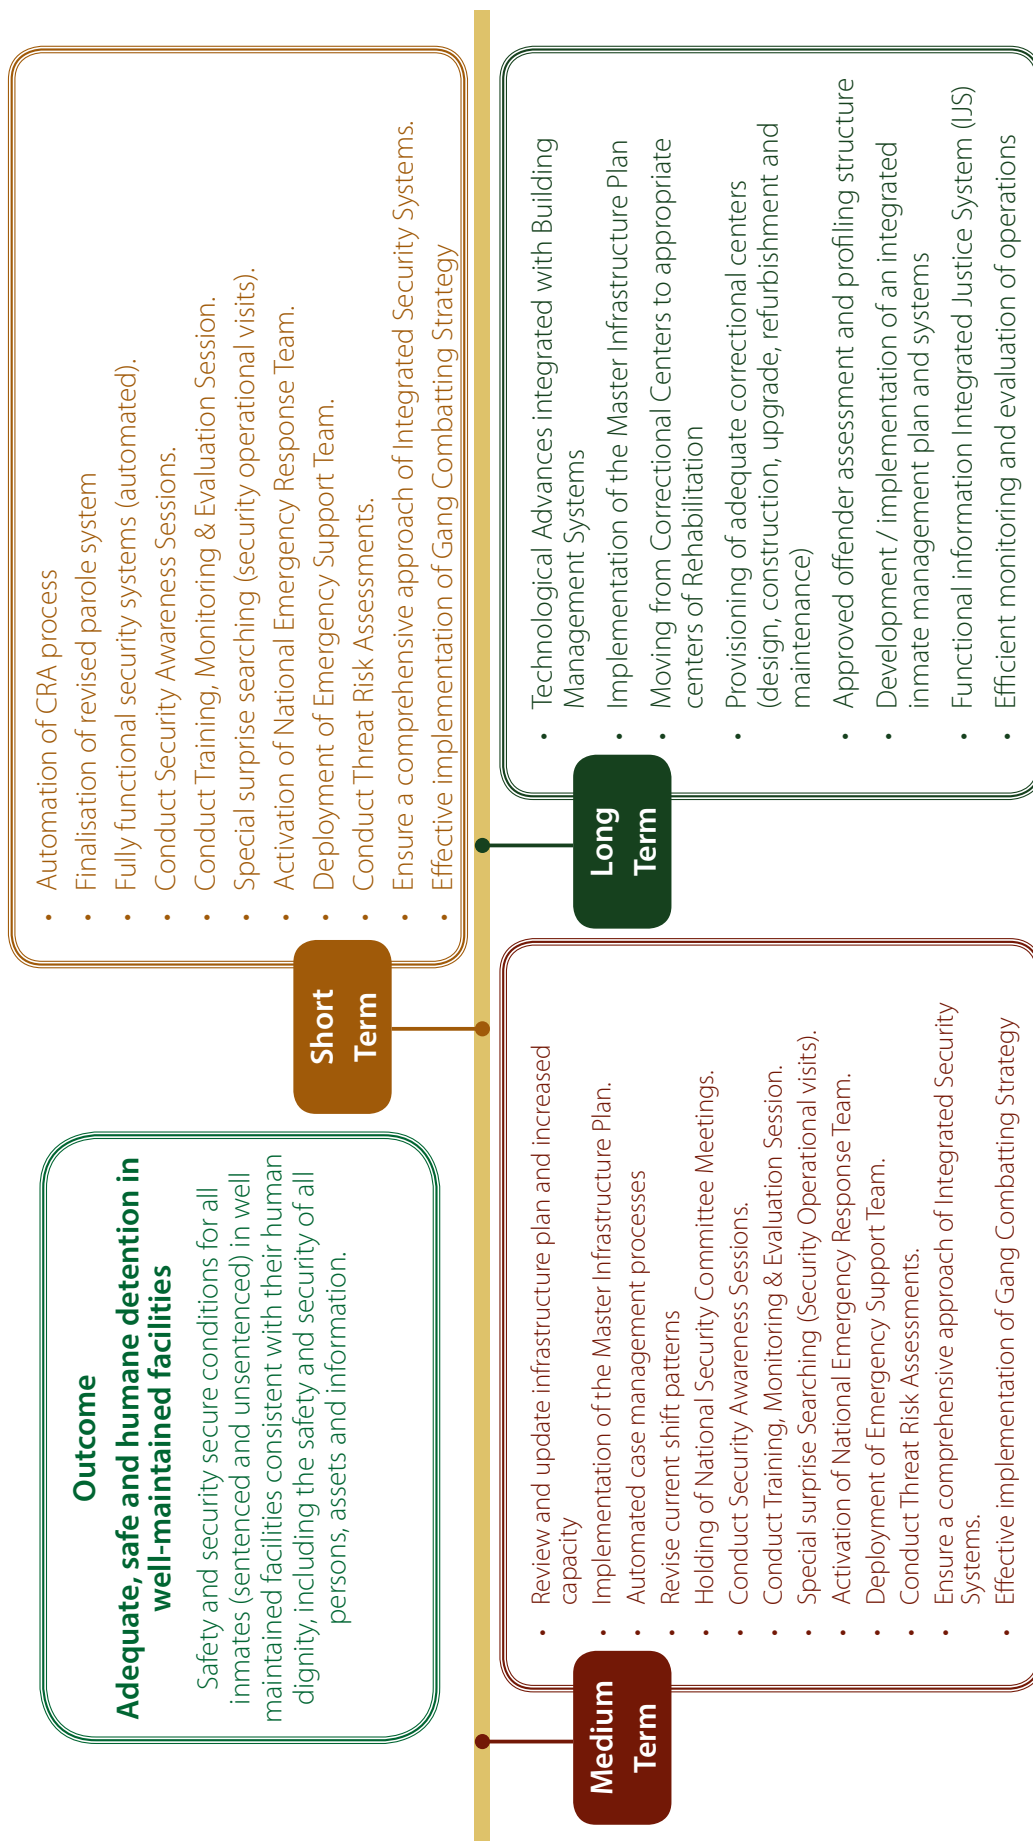 Outcome
Adequate, safe and humane detention in
well-maintained facilities
Safety and security secure conditions for all
inmates (sentenced and unsentenced) in well
maintained facilities consistent with their human
dignity, including the safety and security of all
persons, assets and information.
Short
Term
• Automation of CRA process
• Finalisation of revised parole system
• Fully functional security systems (automated).
• Conduct Security Awareness Sessions.
• Conduct Training, Monitoring & Evaluation Session.
• Special surprise searching (security operational visits).
• Activation of National Emergency Response Team.
• Deployment of Emergency Support Team.
• Conduct Threat Risk Assessments.
• Ensure a comprehensive approach of Integrated Security Systems.
• Effective implementation of Gang Combatting Strategy
Medium
Term
• Review and update infrastructure plan and increased
capacity
• Implementation of the Master Infrastructure Plan.
• Automated case management processes
• Revise current shift patterns
• Holding of National Security Committee Meetings.
• Conduct Security Awareness Sessions.
• Conduct Training, Monitoring & Evaluation Session.
• Special surprise Searching (Security Operational visits).
• Activation of National Emergency Response Team.
• Deployment of Emergency Support Team.
• Conduct Threat Risk Assessments.
• Ensure a comprehensive approach of Integrated Security
Systems.
• Effective implementation of Gang Combatting Strategy
Long
Term
• Technological Advances integrated with Building
Management Systems
• Implementation of the Master Infrastructure Plan
• Moving from Correctional Centers to appropriate
centers of Rehabilitation
• Provisioning of adequate correctional centers
(design, construction, upgrade, refurbishment and
maintenance)
• Approved offender assessment and profiling structure
• Development / implementation of an integrated
inmate management plan and systems
• Functional information Integrated Justice System (IJS)
• Efficient monitoring and evaluation of operations